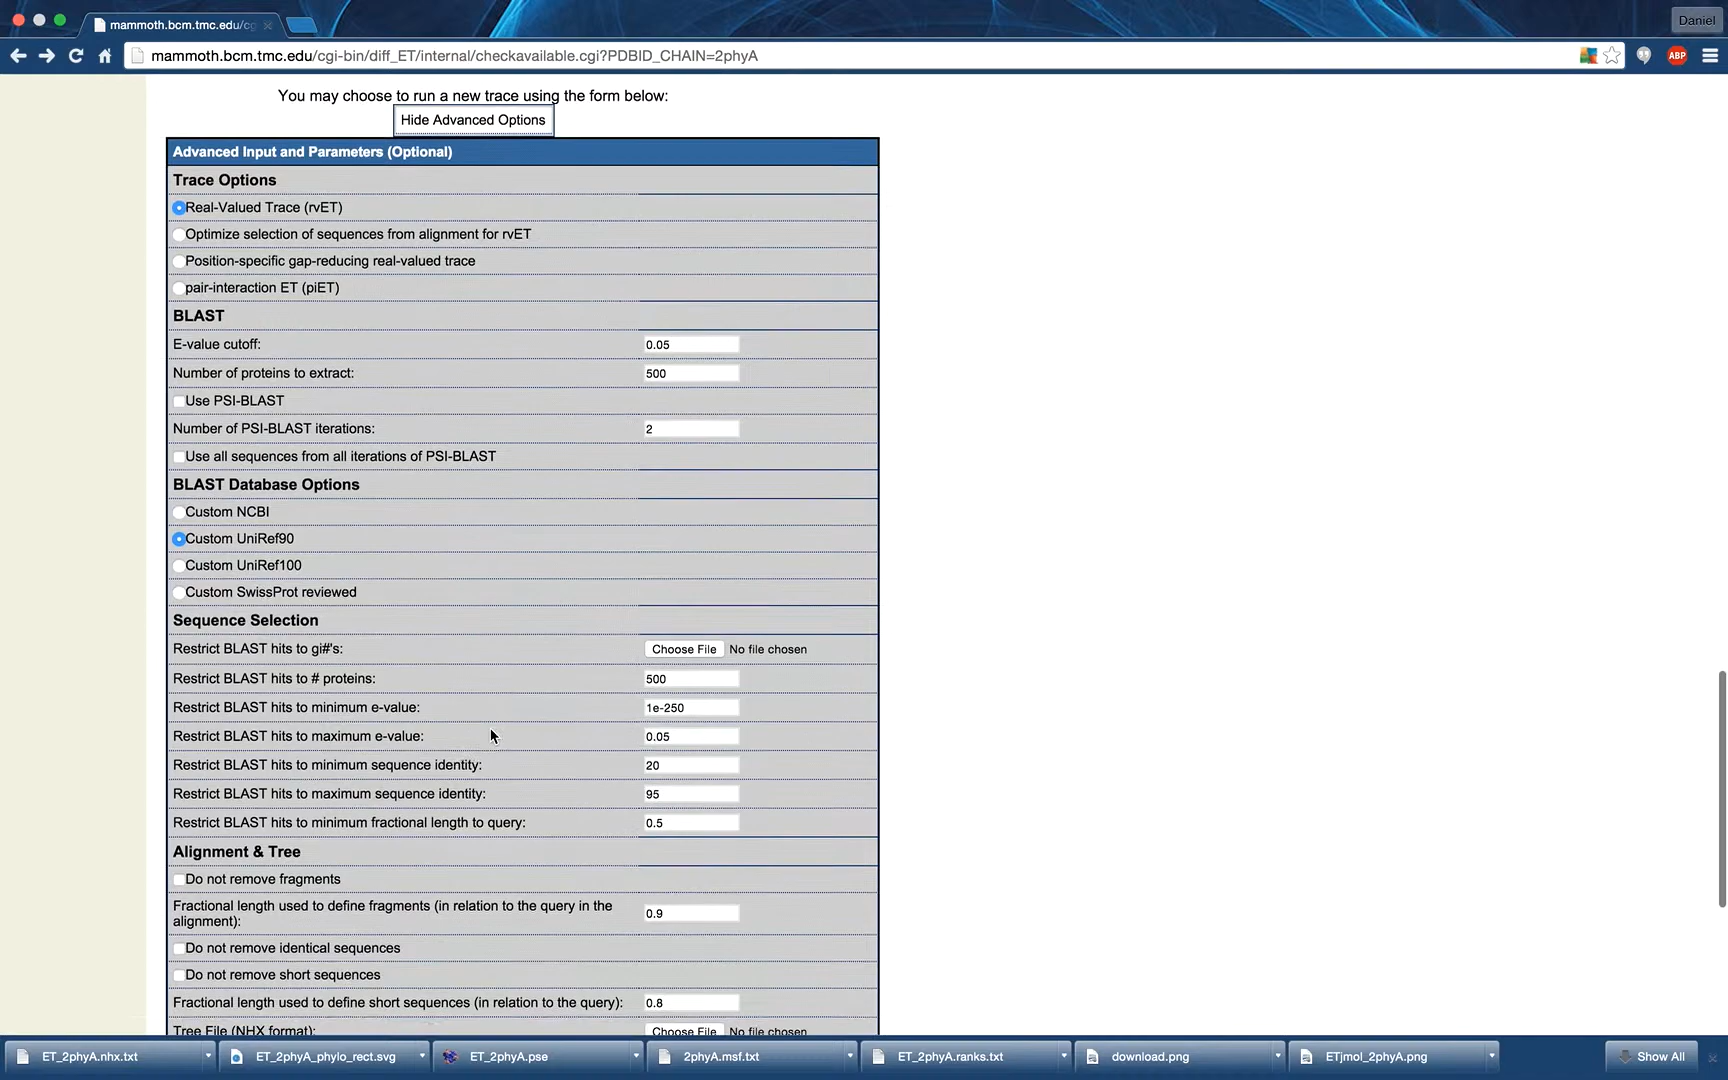 mammoth.bcm.tmc.edu/cg
Daniel
mammoth.bcm.tmc.edu/cgi-bin/diff_ET/internal/checkavailable.cgi?PDBID_CHAIN=2phyA
ABP
You may choose to run a new trace using the form below:
Hide Advanced Options
Advanced Input and Parameters (Optional)
Trace Options
Real-Valued Trace (rvET)
Optimize selection of sequences from alignment for rvET
Position-specific gap-reducing real-valued trace
pair-interaction ET (piET)
BLAST
E-value cutoff: 0.05
Number of proteins to extract: 500
Use PSI-BLAST
Number of PSI-BLAST iterations: 2
Use all sequences from all iterations of PSI-BLAST
BLAST Database Options
Custom NCBI
Custom UniRef90
Custom UniRef100
Custom SwissProt reviewed
Sequence Selection
Restrict BLAST hits to gi#'s: Choose File No file chosen
Restrict BLAST hits to # proteins: 500
Restrict BLAST hits to minimum e-value: 1e-250
Restrict BLAST hits to maximum e-value: 0.05
Restrict BLAST hits to minimum sequence identity: 20
Restrict BLAST hits to maximum sequence identity: 95
Restrict BLAST hits to minimum fractional length to query: 0.5
Alignment & Tree
Do not remove fragments
Fractional length used to define fragments (in relation to the query in the
alignment): 0.9
Do not remove identical sequences
Do not remove short sequences
Fractional length used to define short sequences (in relation to the query): 0.8
Tree File (NHX format): Choose File No file chosen
ET_2phyA.nhx.txt
ET_2phyA_phylo_rect.svg
ET_2phyA.pse
2phyA.msf.txt
ET_2phyA.ranks.txt
download.png
ETjmol_2phyA.png
Show All